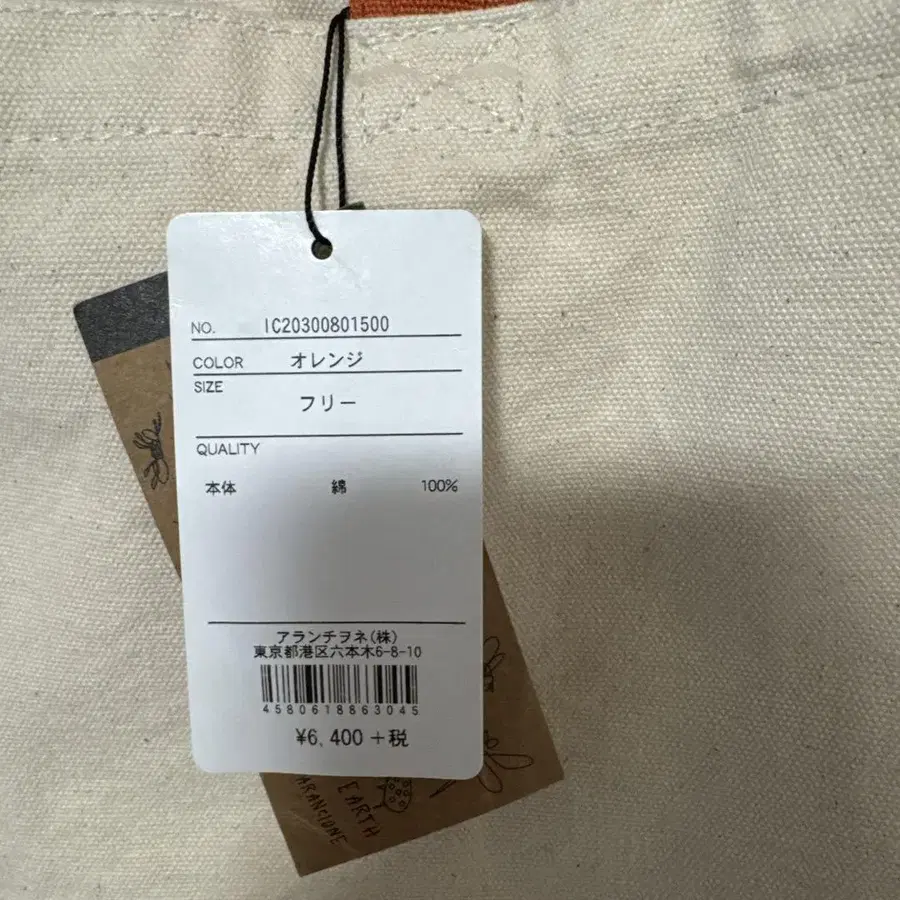 NO. IC20300801500
COLOR オレンジ
SIZE
フリー
QUALITY
本体 綿 100%
アランチヲネ(株)
東京都港区六本木6-8-10
4580618863045
¥6,400+税
EARTH
ARANCIONE